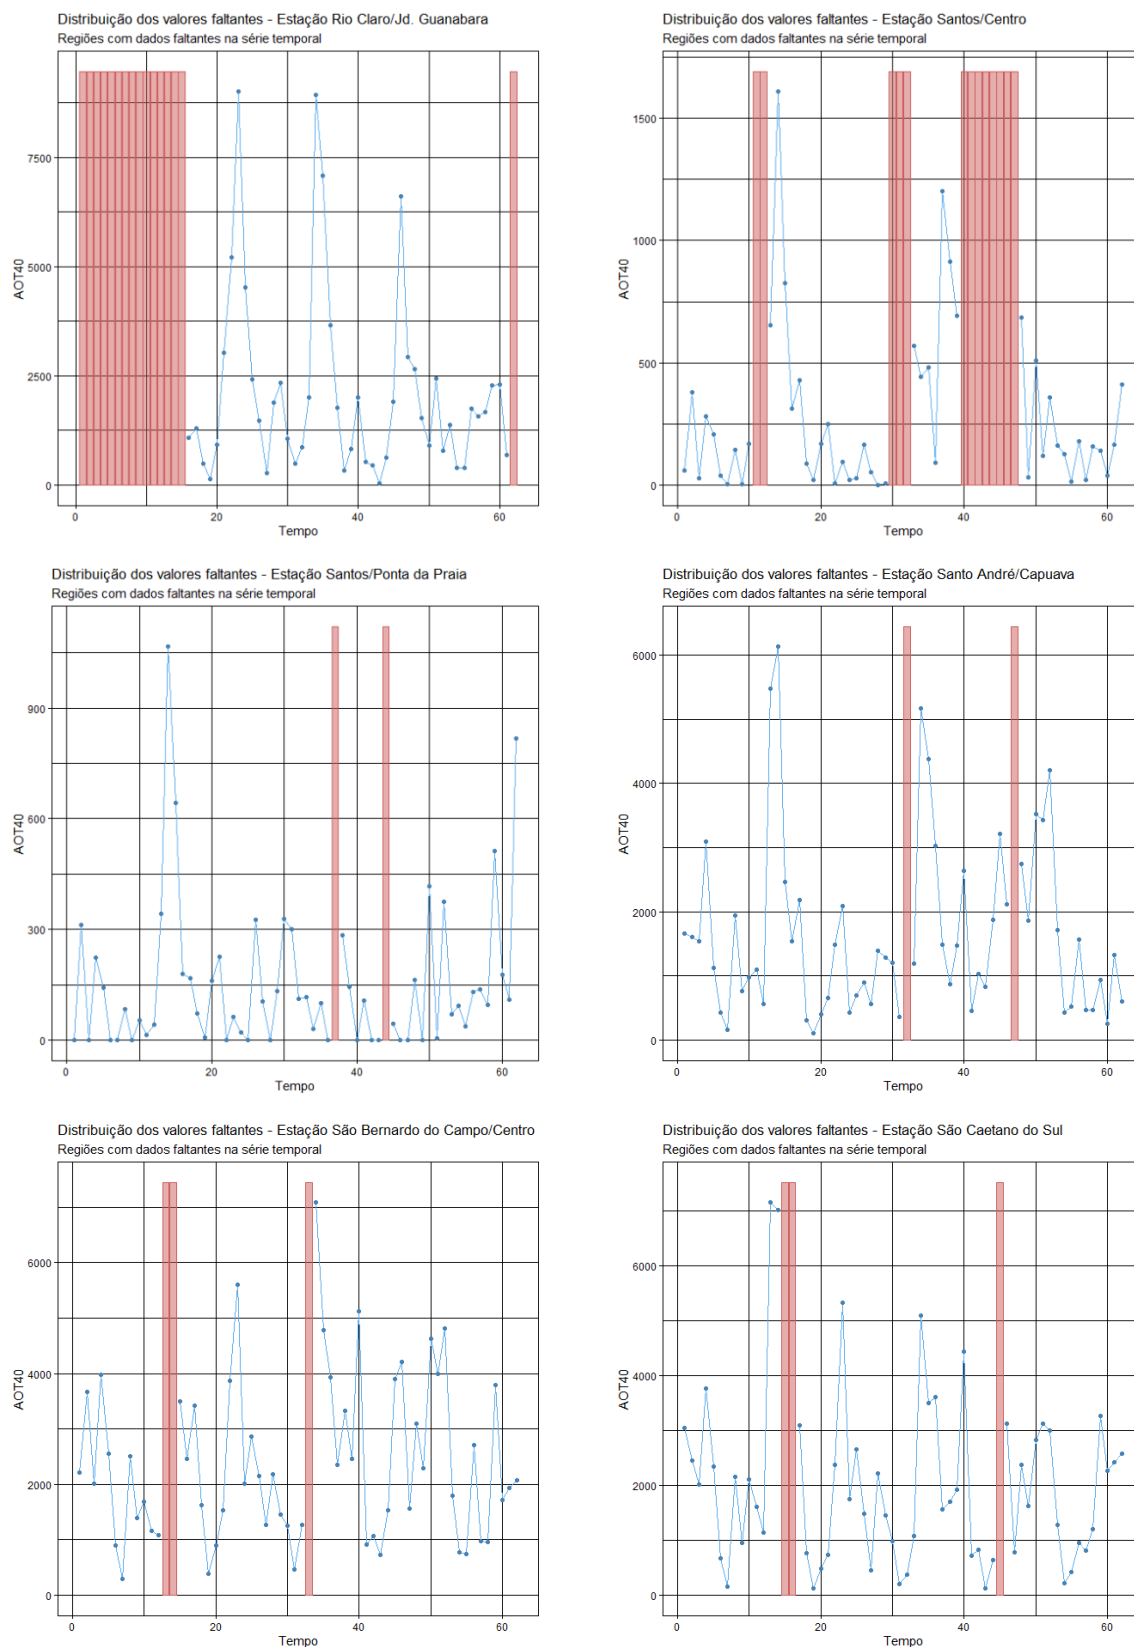 Distribuição dos valores faltantes - Estação Rio Claro/Jd. Guanabara
Regiões com dados faltantes na série temporal
AOT40
7500
5000
2500
0
0
20
40
60
Tempo
Distribuição dos valores faltantes - Estação Santos/Centro
Regiões com dados faltantes na série temporal
AOT40
1500
1000
500
0
0
20
40
60
Tempo
Distribuição dos valores faltantes - Estação Santos/Ponta da Praia
Regiões com dados faltantes na série temporal
AOT40
900
600
300
0
0
20
40
60
Tempo
Distribuição dos valores faltantes - Estação Santo André/Capuava
Regiões com dados faltantes na série temporal
AOT40
6000
4000
2000
0
0
20
40
60
Tempo
Distribuição dos valores faltantes - Estação São Bernardo do Campo/Centro
Regiões com dados faltantes na série temporal
AOT40
6000
4000
2000
0
0
20
40
60
Tempo
Distribuição dos valores faltantes - Estação São Caetano do Sul
Regiões com dados faltantes na série temporal
AOT40
6000
4000
2000
0
0
20
40
60
Tempo